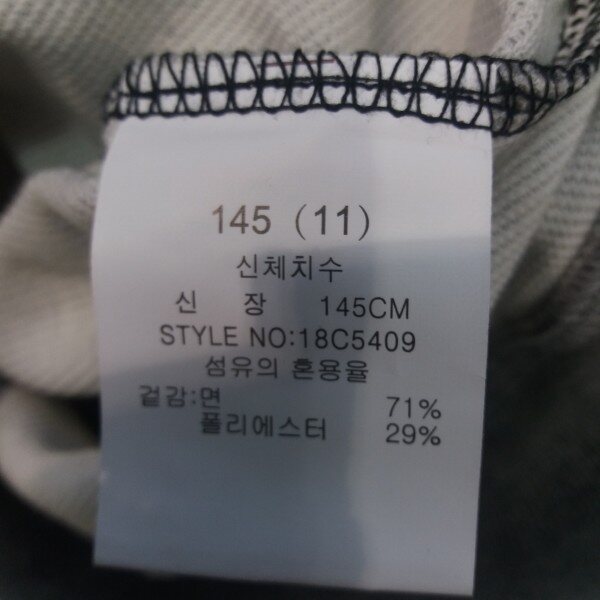 145 (11)
신체치수
신 장 145CM
STYLE NO:18C5409
섬유의 혼용율
겉감:면 71%
폴리에스터 29%